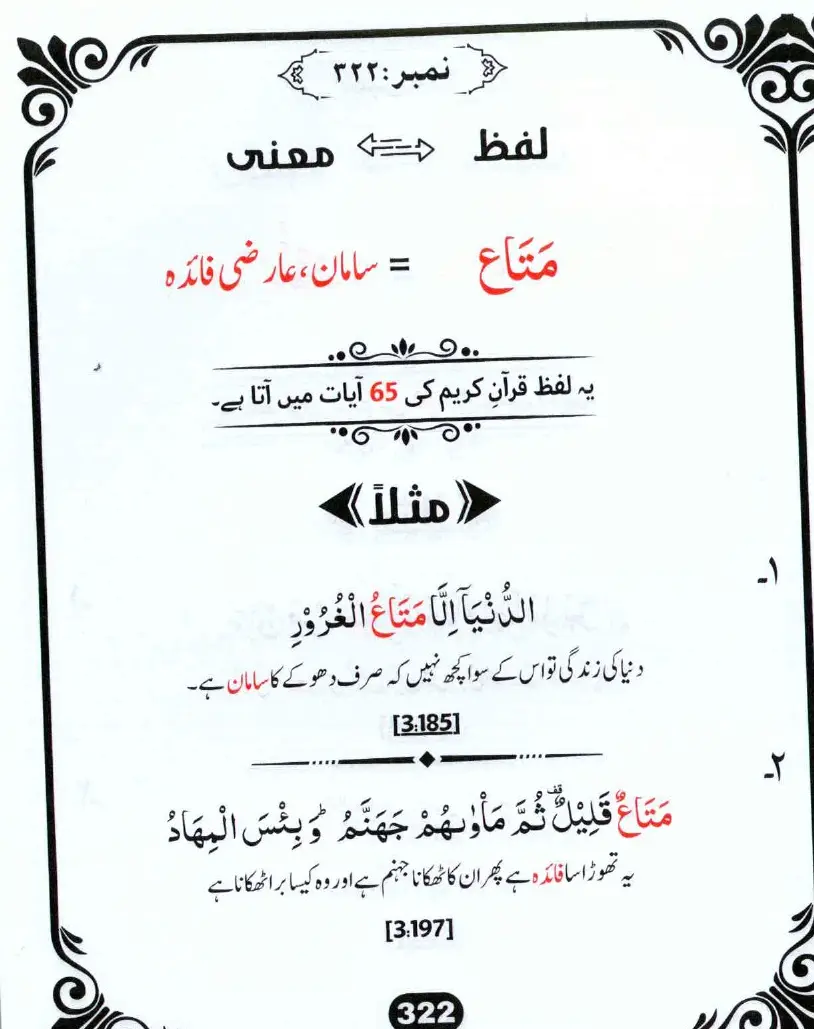 نمبر:۳۲۲
لفظ معنی
مَتَاع = سامان، عارضی فائدہ
یہ لفظ قرآنِ کریم کی 65 آیات میں آتا ہے۔
مثلاً
۱۔
الدُّنْیَاۤ اِلَّا مَتَاعُ الْغُرُوْرِ
دنیا کی زندگی تو اس کے سوا کچھ نہیں کہ صرف دھوکے کا سامان ہے۔
[3:185]
۲۔
مَتَاعٌ قَلِیْلٌ ۟ ثُمَّ مَاْوٰىهُمْ جَهَنَّمُ ؕ وَ بِئْسَ الْمِهَادُ
یہ تھوڑا سا فائدہ ہے پھر ان کا ٹھکانا جہنم ہے اور وہ کیسا برا ٹھکانا ہے
[3:197]
322